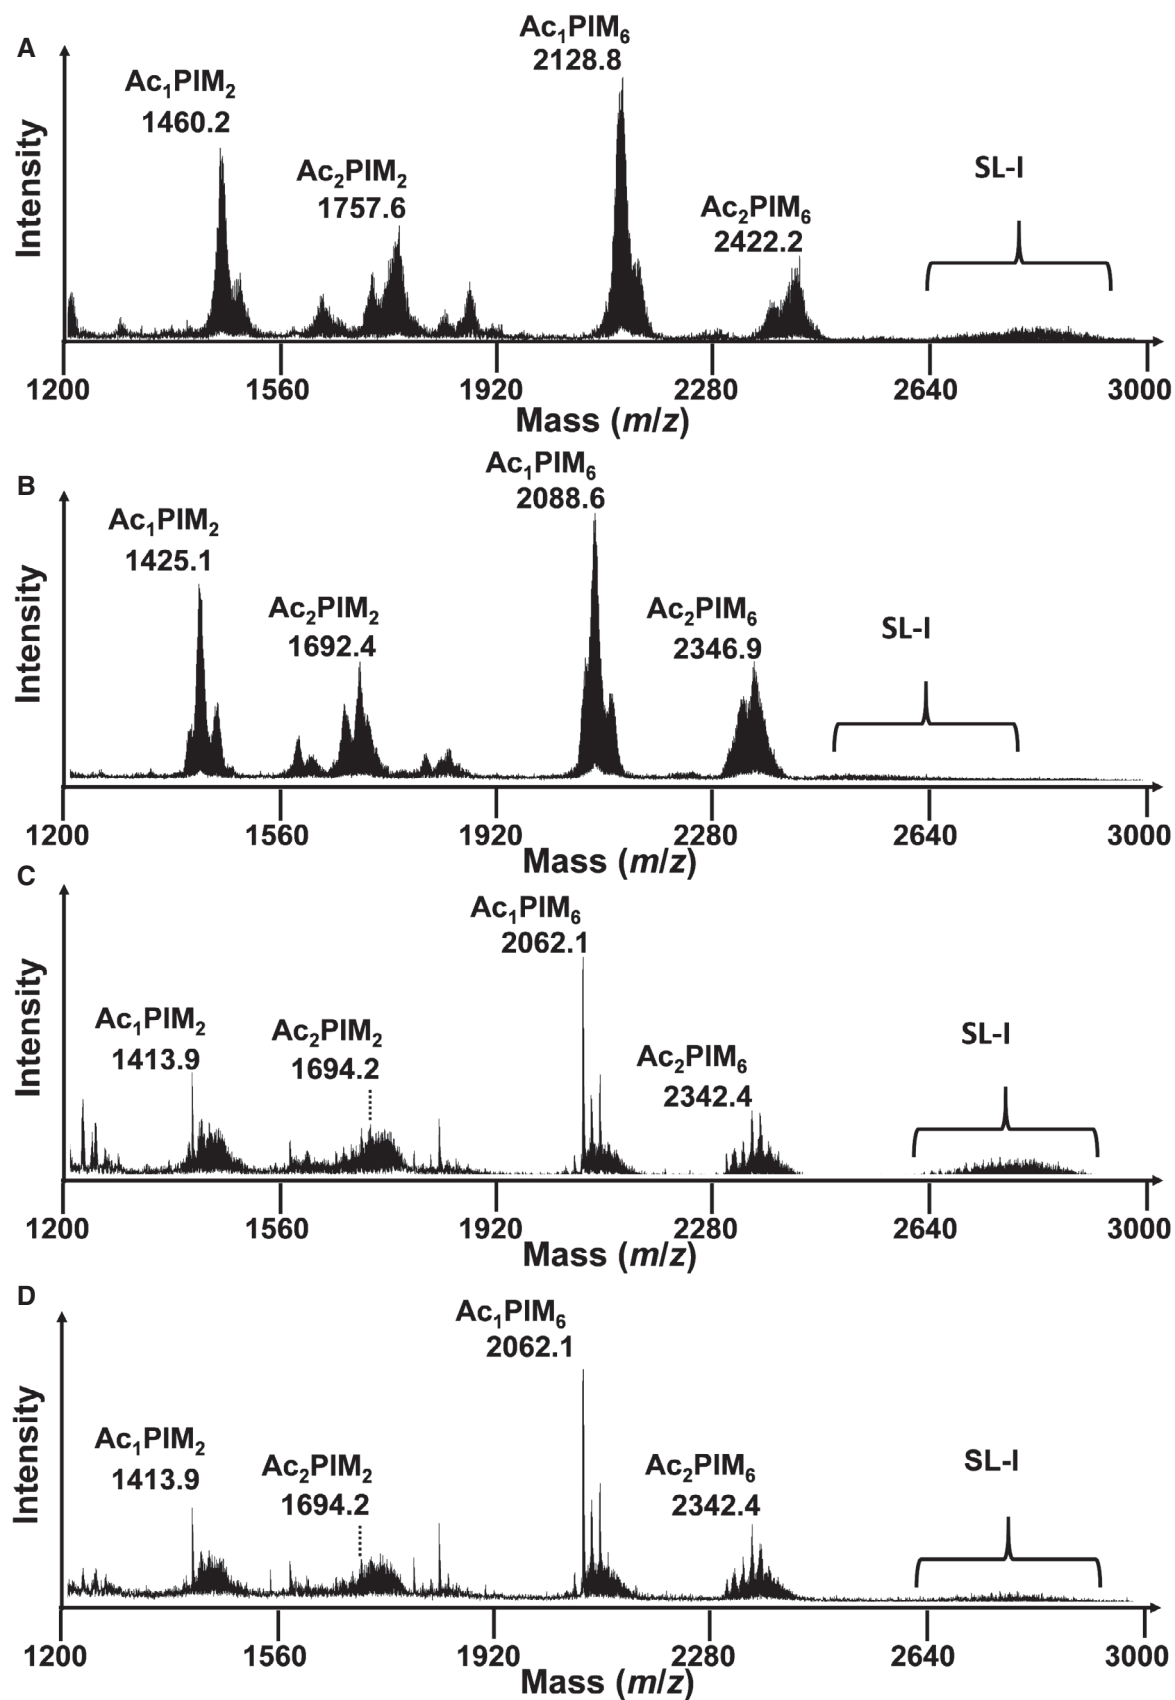 A
Intensity
Ac₁PIM₂
1460.2
Ac₂PIM₂
1757.6
Ac₁PIM₆
2128.8
Ac₂PIM₆
2422.2
SL-I
1200 1560 1920 2280 2640 3000
Mass (m/z)
B
Intensity
Ac₁PIM₂
1425.1
Ac₂PIM₂
1692.4
Ac₁PIM₆
2088.6
Ac₂PIM₆
2346.9
SL-I
1200 1560 1920 2280 2640 3000
Mass (m/z)
C
Intensity
Ac₁PIM₂
1413.9
Ac₂PIM₂
1694.2
Ac₁PIM₆
2062.1
Ac₂PIM₆
2342.4
SL-I
1200 1560 1920 2280 2640 3000
Mass (m/z)
D
Intensity
Ac₁PIM₂
1413.9
Ac₂PIM₂
1694.2
Ac₁PIM₆
2062.1
Ac₂PIM₆
2342.4
SL-I
1200 1560 1920 2280 2640 3000
Mass (m/z)